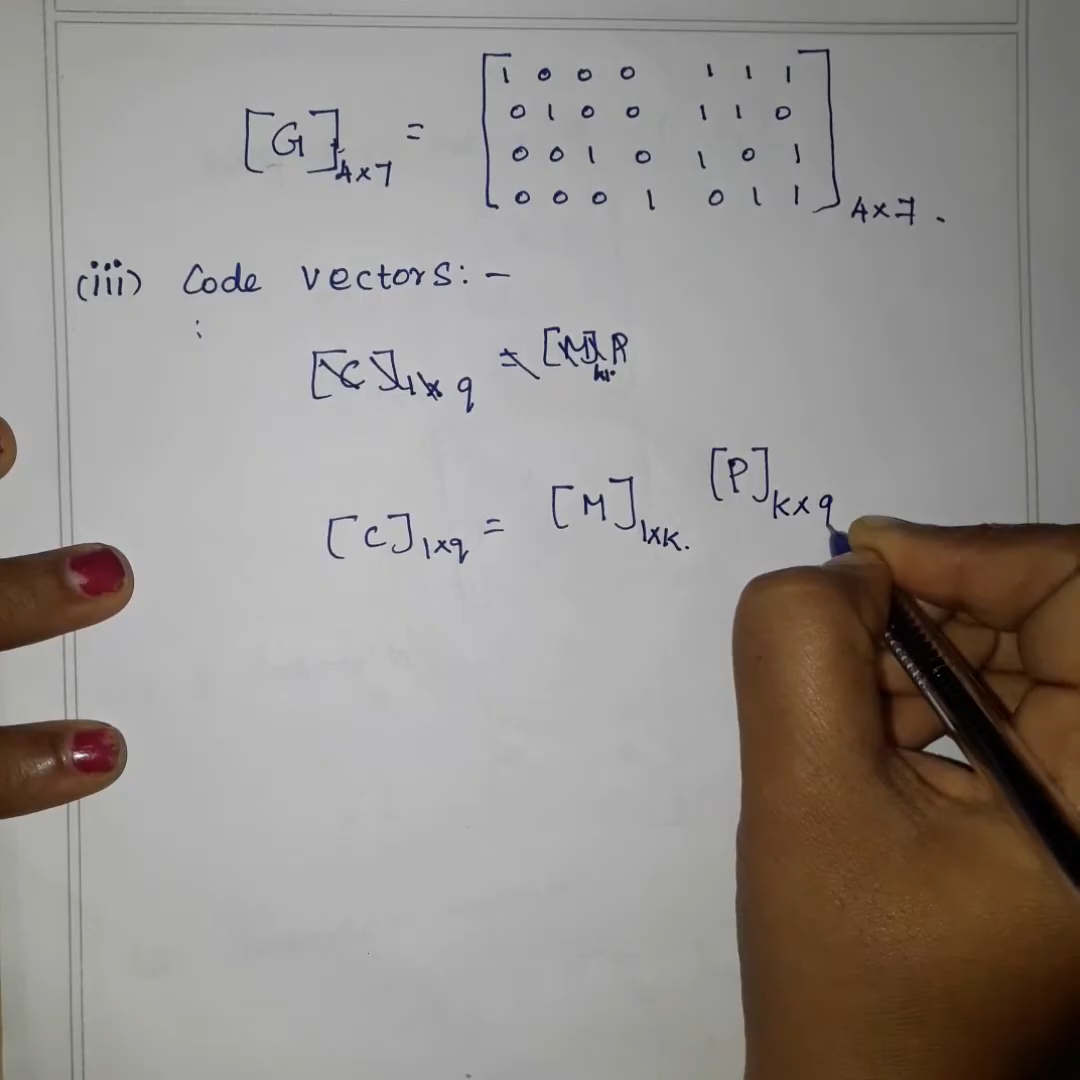 [G]4×7 = [1 0 0 0 1 1 1
0 1 0 0 1 1 0
0 0 1 0 1 0 1
0 0 0 1 0 1 1]4×7.
(iii) Code vectors:-
:
[C]1×q =
[C]1×q = [M]1×K. [P]K×q